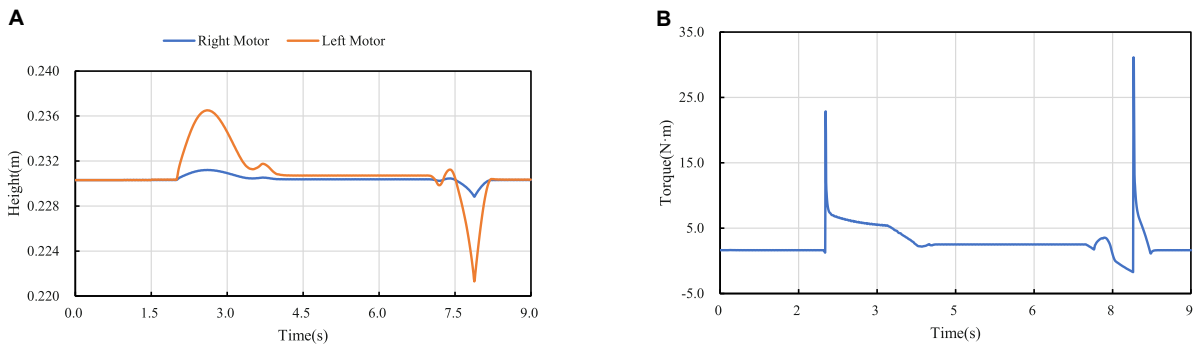 A
Right Motor
Left Motor
Height(m)
0.240
0.236
0.232
0.228
0.224
0.220
0.0 1.5 3.0 4.5 6.0 7.5 9.0
Time(s)
B
Torque(N·m)
35.0
25.0
15.0
5.0
-5.0
0 2 3 5 6 8 9
Time(s)